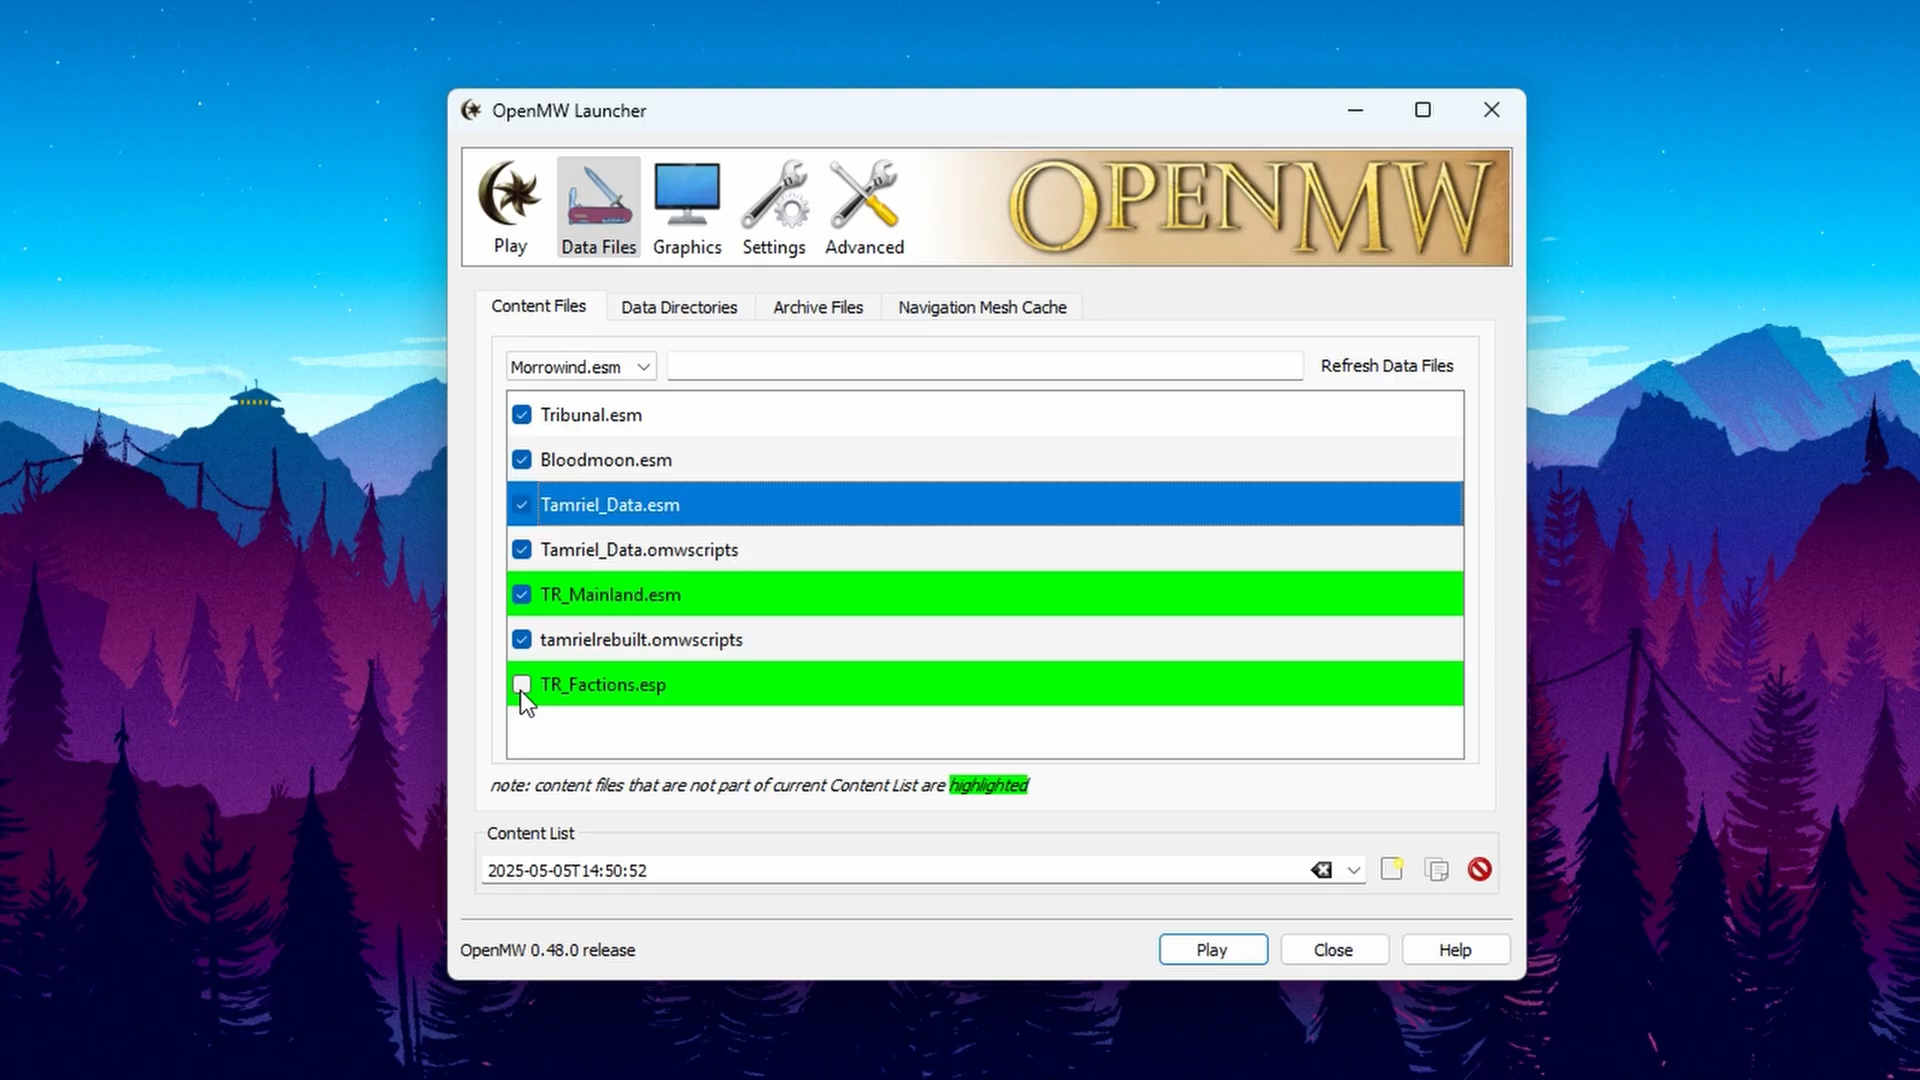 OpenMW Launcher
Play
Data Files
Graphics
Settings
Advanced
OPENMW
Content Files
Data Directories
Archive Files
Navigation Mesh Cache
Morrowind.esm
Refresh Data Files
Tribunal.esm
Bloodmoon.esm
Tamriel_Data.esm
Tamriel_Data.omwscripts
TR_Mainland.esm
tamrielrebuilt.omwscripts
TR_Factions.esp
note: content files that are not part of current Content List are highlighted
Content List
2025-05-05T14:50:52
OpenMW 0.48.0 release
Play
Close
Help